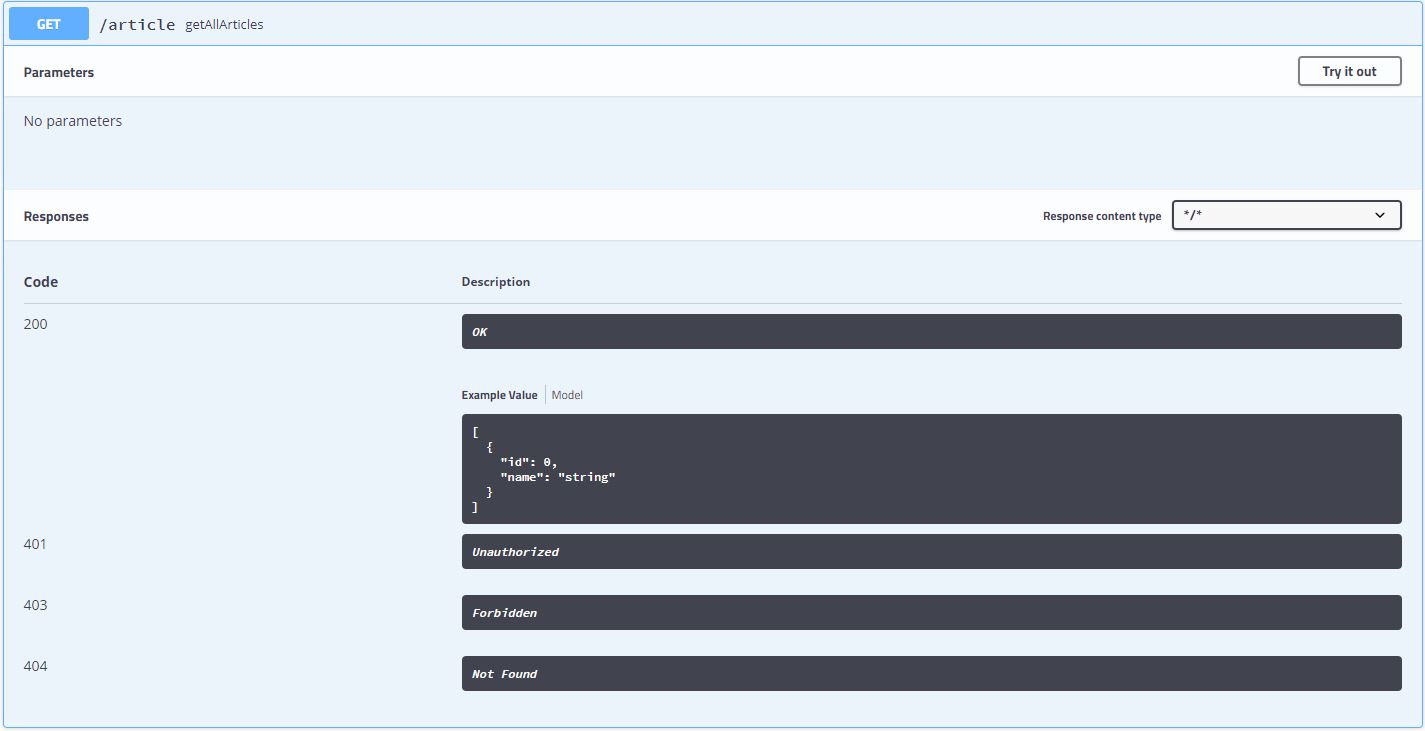 GET /article getAllArticles
Parameters
Try it out
No parameters
Responses
Response content type */*
Code Description
200 OK
Example Value Model
[
{
"id": 0,
"name": "string"
}
]
401 Unauthorized
403 Forbidden
404 Not Found